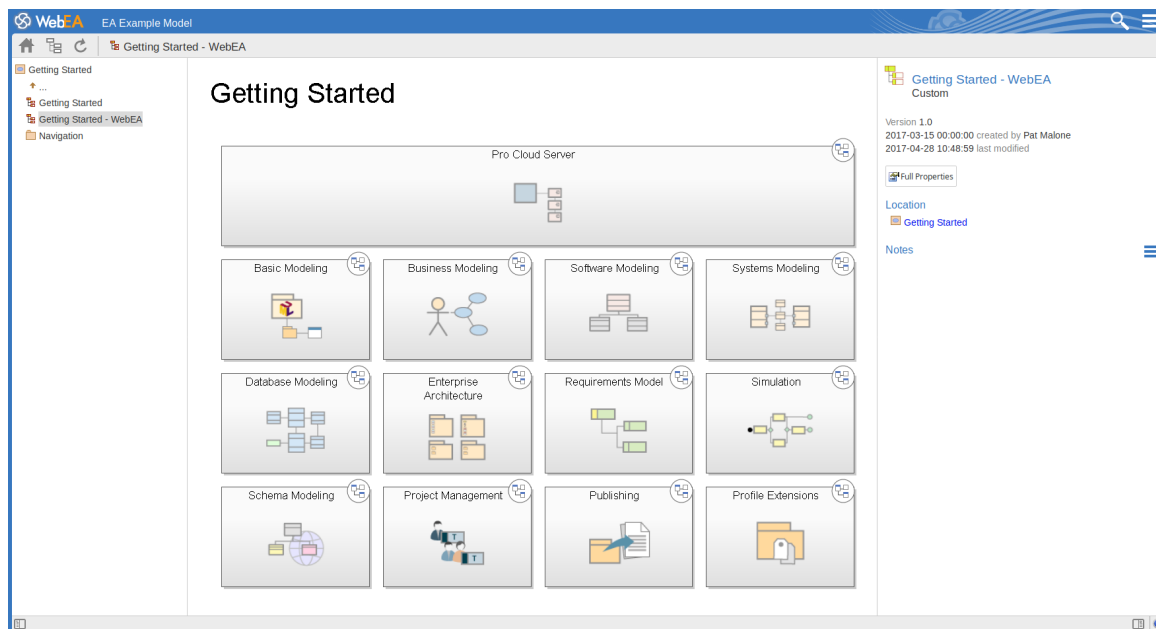 WebEA EA Example Model
Getting Started - WebEA
Getting Started
...
Getting Started
Getting Started - WebEA
Navigation
Getting Started
Pro Cloud Server
Basic Modeling
Business Modeling
Software Modeling
Systems Modeling
Database Modeling
Enterprise
Architecture
Requirements Model
Simulation
Schema Modeling
Project Management
T
T
Publishing
Profile Extensions
Getting Started - WebEA
Custom
Version 1.0
2017-03-15 00:00:00 created by Pat Malone
2017-04-28 10:48:59 last modified
Full Properties
Location
Getting Started
Notes